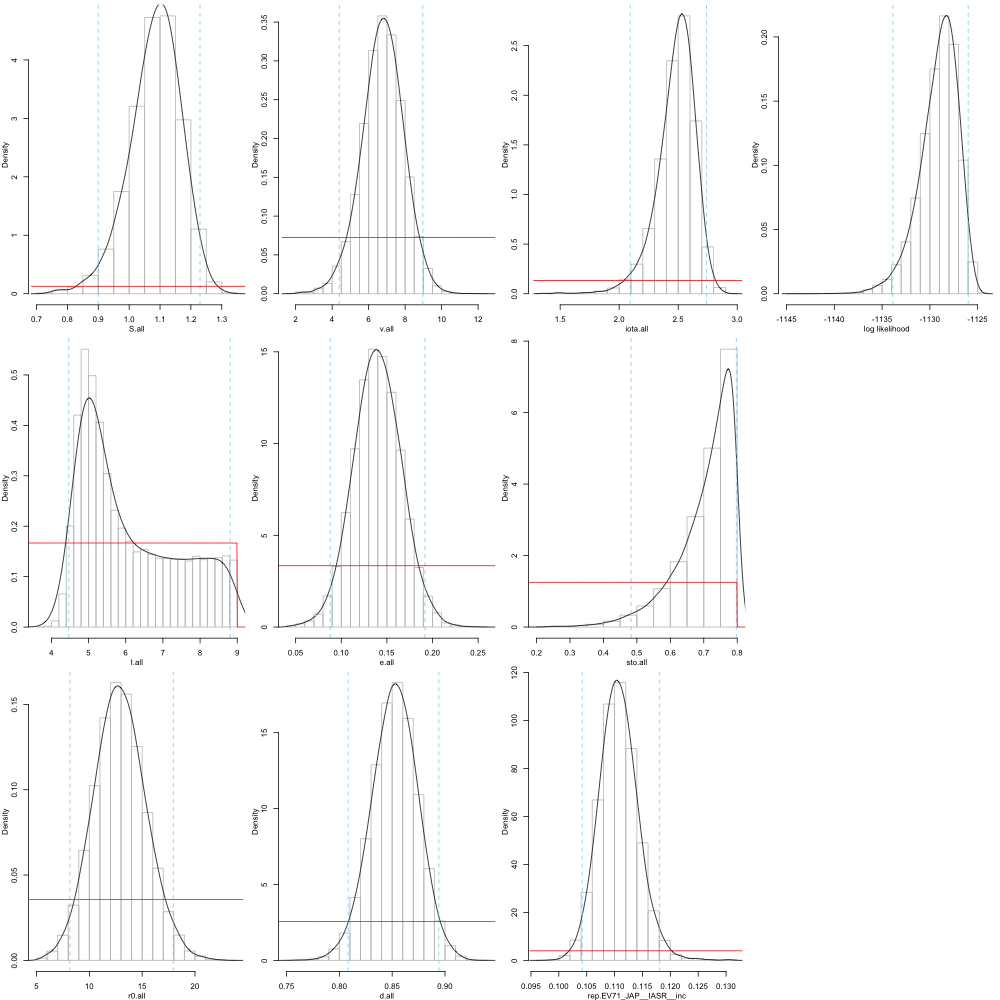 Density
0 1 2 3 4
0.7 0.8 0.9 1.0 1.1 1.2 1.3
S.all
Density
0.00 0.05 0.10 0.15 0.20 0.25 0.30 0.35
2 4 6 8 10 12
v.all
Density
0.0 0.5 1.0 1.5 2.0 2.5
1.5 2.0 2.5 3.0
iota.all
Density
0.00 0.05 0.10 0.15 0.20
-1145 -1140 -1135 -1130 -1125
log likelihood
Density
0.0 0.1 0.2 0.3 0.4 0.5
4 5 6 7 8 9
l.all
Density
0 5 10 15
0.05 0.10 0.15 0.20 0.25
e.all
Density
0 2 4 6 8
0.2 0.3 0.4 0.5 0.6 0.7 0.8
sto.all
Density
0.00 0.05 0.10 0.15
5 10 15 20
r0.all
Density
0 5 10 15
0.75 0.80 0.85 0.90
d.all
Density
0 20 40 60 80 100 120
0.095 0.100 0.105 0.110 0.115 0.120 0.125 0.130
rep.EV71_JAP__IASR__inc